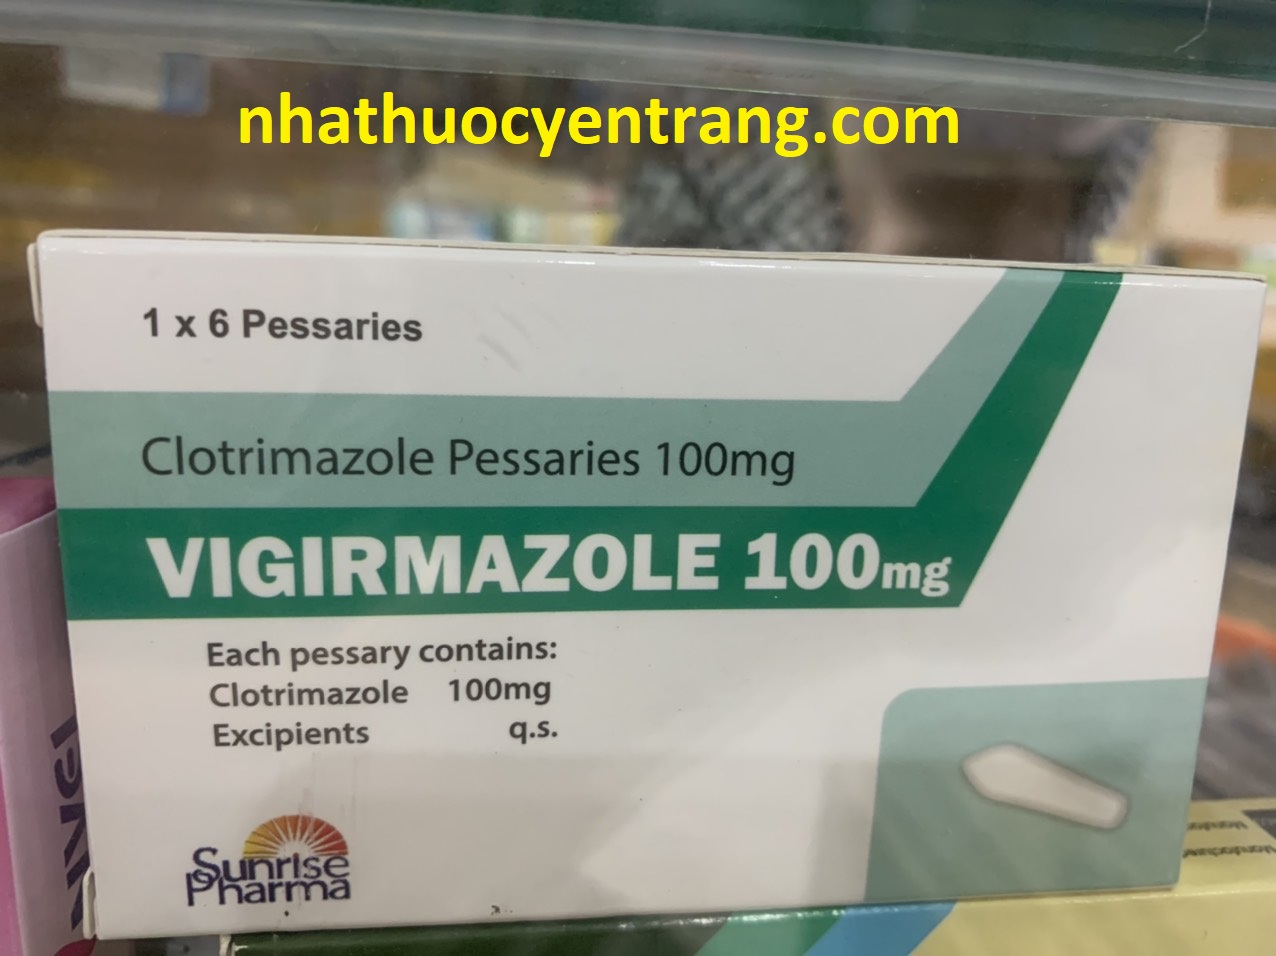 nhathuocyentrang.com
1 x 6 Pessaries
Clotrimazole Pessaries 100mg
VIGIRMAZOLE 100mg
Each pessary contains:
Clotrimazole 100mg
Excipients q.s.
Sunrise
Pharma